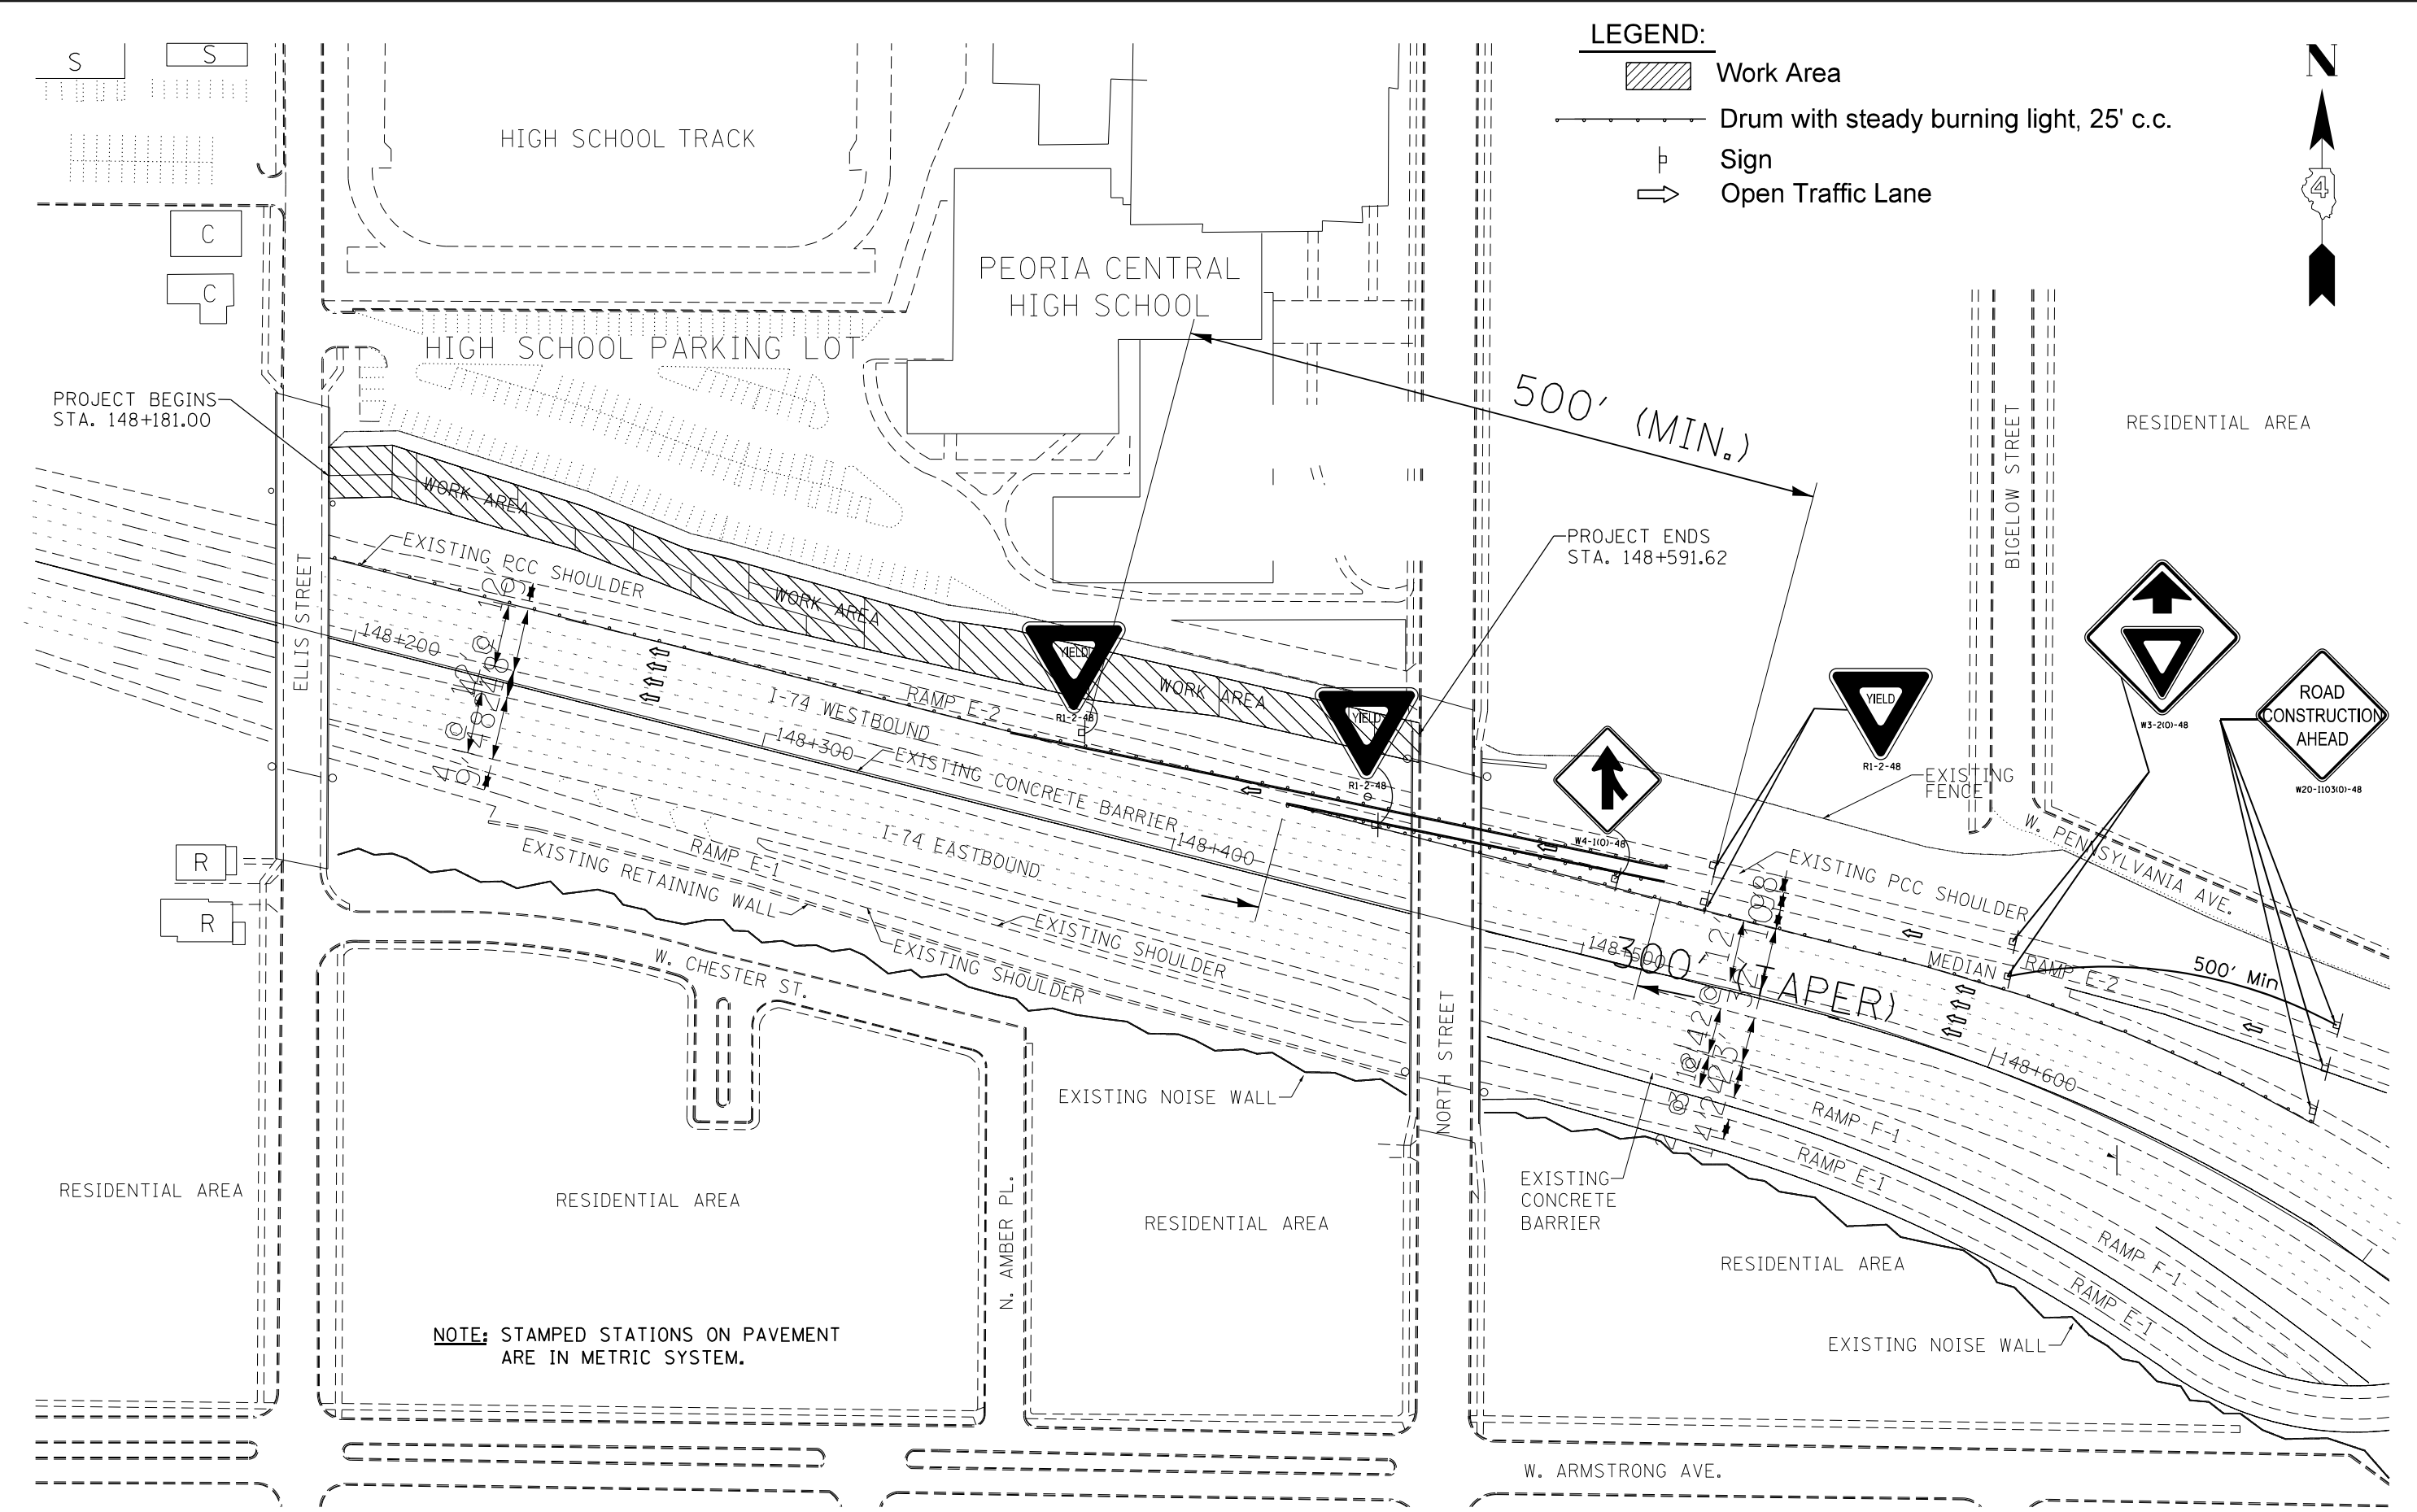 LEGEND:
Work Area
Drum with steady burning light, 25' c.c.
Sign
Open Traffic Lane
N
4
S
S
HIGH SCHOOL TRACK
C
C
PEORIA CENTRAL
HIGH SCHOOL
HIGH SCHOOL PARKING LOT
500' (MIN.)
PROJECT BEGINS
STA. 148+181.00
RESIDENTIAL AREA
BIGELOW STREET
WORK AREA
PROJECT ENDS
STA. 148+591.62
EXISTING PCC SHOULDER
ELLIS STREET
WORK AREA
148+200
YIELD
R1-2-48
WORK AREA
YIELD
R1-2-48
YIELD
R1-2-48
W3-2(0)-48
ROAD
CONSTRUCTION
AHEAD
W20-1103(0)-48
RAMP E-2
I-74 WESTBOUND
148+300
EXISTING CONCRETE BARRIER
W4-1(0)-48
EXISTING
FENCE
W. PENNSYLVANIA AVE.
I-74 EASTBOUND
148+400
RAMP E-1
EXISTING RETAINING WALL
EXISTING PCC SHOULDER
R
R
EXISTING SHOULDER
EXISTING SHOULDER
148+500
300' (TAPER)
MEDIAN
RAMP E-2
500' Min
W. CHESTER ST.
NORTH STREET
148+600
EXISTING NOISE WALL
RAMP F-1
RAMP E-1
EXISTING
CONCRETE
BARRIER
RESIDENTIAL AREA
RESIDENTIAL AREA
N. AMBER PL.
RESIDENTIAL AREA
RESIDENTIAL AREA
RAMP F-1
RAMP E-1
EXISTING NOISE WALL
NOTE: STAMPED STATIONS ON PAVEMENT
ARE IN METRIC SYSTEM.
W. ARMSTRONG AVE.